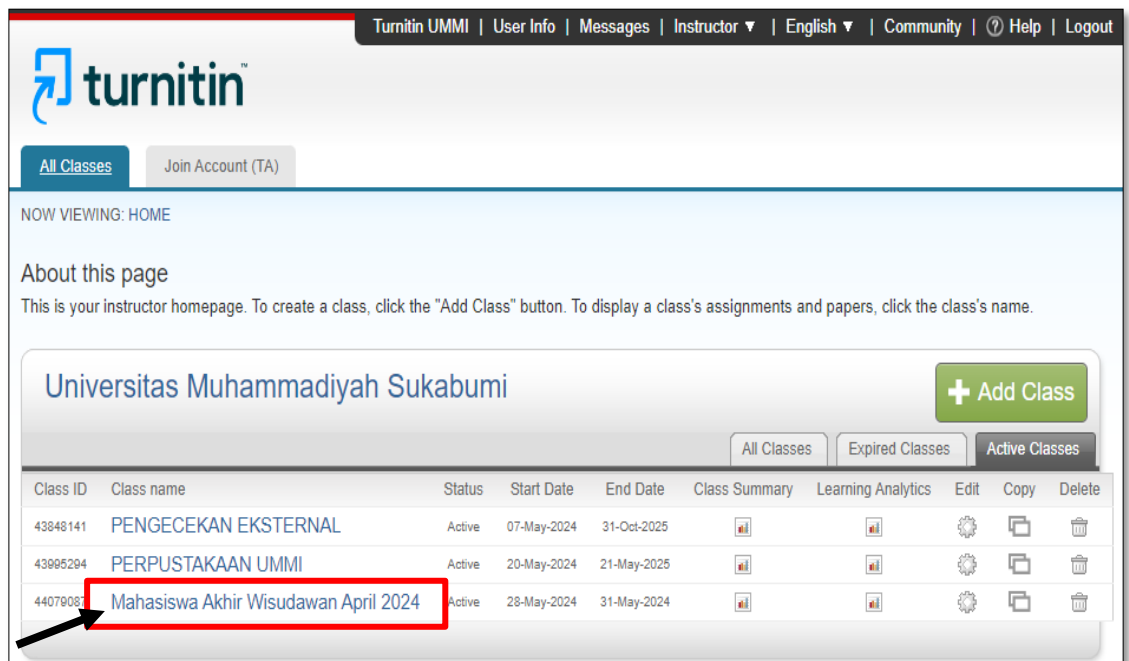 Turnitin UMMI | User Info | Messages | Instructor ▼ | English ▼ | Community | ? Help | Logout
turnitin™
All Classes Join Account (TA)
NOW VIEWING: HOME
About this page
This is your instructor homepage. To create a class, click the "Add Class" button. To display a class's assignments and papers, click the class's name.
Universitas Muhammadiyah Sukabumi
+ Add Class
All Classes Expired Classes Active Classes
Class ID Class name Status Start Date End Date Class Summary Learning Analytics Edit Copy Delete
43848141 PENGECEKAN EKSTERNAL Active 07-May-2024 31-Oct-2025
43995294 PERPUSTAKAAN UMMI Active 20-May-2024 21-May-2025
44079087 Mahasiswa Akhir Wisudawan April 2024 Active 28-May-2024 31-May-2024